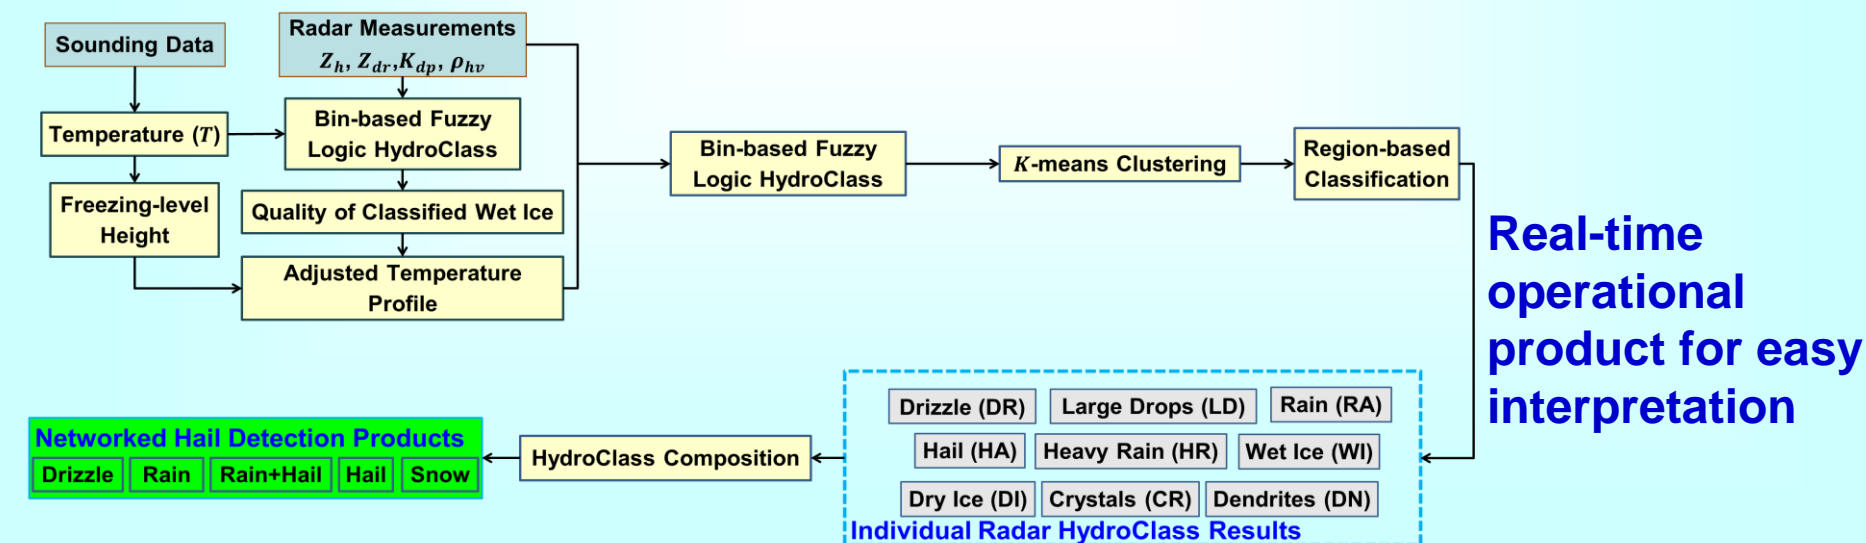 Sounding Data
Radar Measurements
Z_h, Z_dr, K_dp, ρ_hv
Temperature (T)
Bin-based Fuzzy
Logic HydroClass
Freezing-level
Height
Quality of Classified Wet Ice
Adjusted Temperature
Profile
Bin-based Fuzzy
Logic HydroClass
K-means Clustering
Region-based
Classification
Real-time
operational
product for easy
interpretation
Drizzle (DR)
Large Drops (LD)
Rain (RA)
Hail (HA)
Heavy Rain (HR)
Wet Ice (WI)
Dry Ice (DI)
Crystals (CR)
Dendrites (DN)
Individual Radar HydroClass Results
HydroClass Composition
Networked Hail Detection Products
Drizzle
Rain
Rain+Hail
Hail
Snow